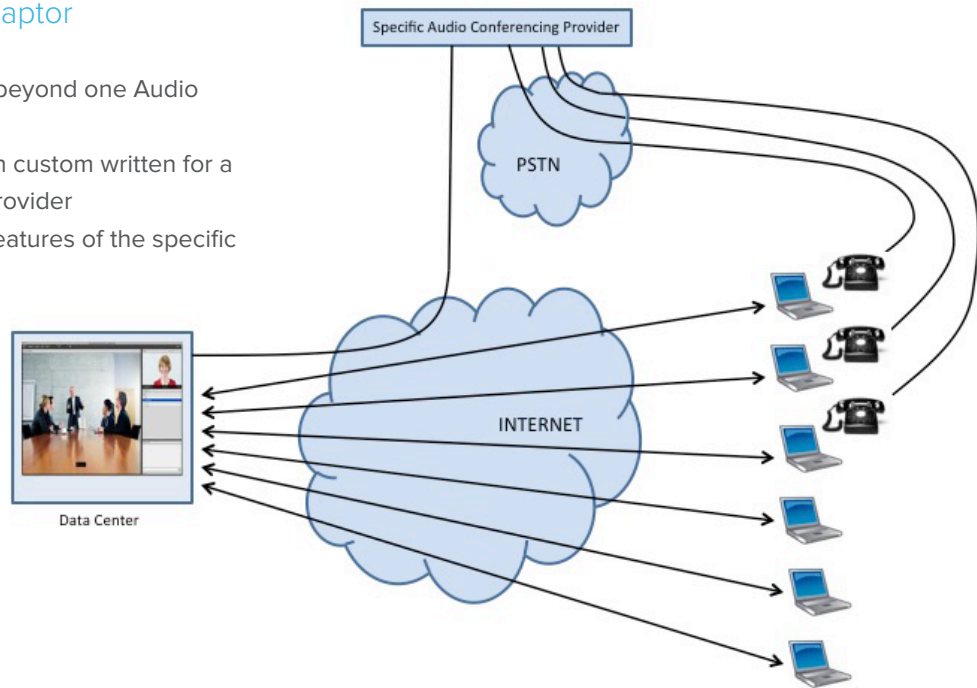 aptor
beyond one Audio
n custom written for a
rovider
eatures of the specific
Specific Audio Conferencing Provider
PSTN
INTERNET
Data Center